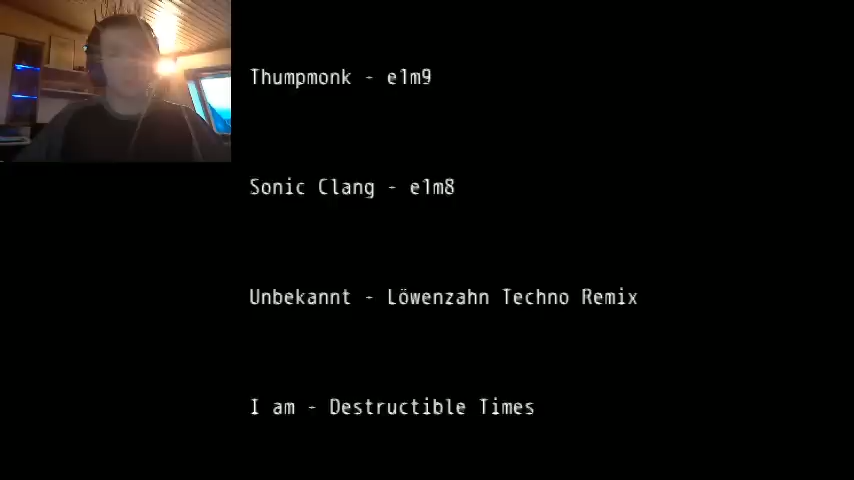 Thumpmonk - e1m9
Sonic Clang - e1m8
Unbekannt - Löwenzahn Techno Remix
I am - Destructible Times